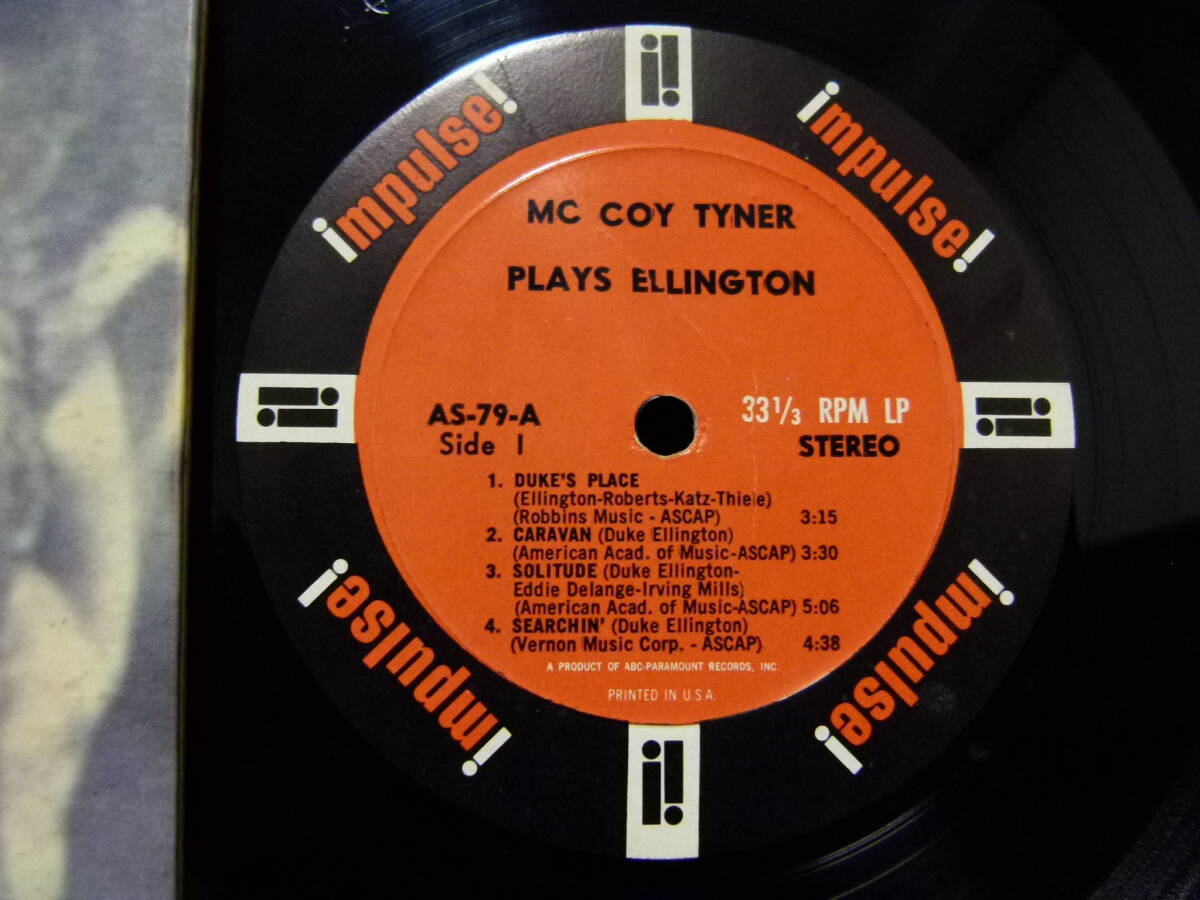 impulse!
impulse!
MC COY TYNER
PLAYS ELLINGTON
AS-79-A
Side 1
33 1/3 RPM LP
STEREO
1. DUKE'S PLACE
(Ellington-Roberts-Katz-Thiele)
(Robbins Music - ASCAP) 3:15
2. CARAVAN (Duke Ellington)
(American Acad. of Music-ASCAP) 3:30
3. SOLITUDE (Duke Ellington-
Eddie Delange-Irving Mills)
(American Acad. of Music-ASCAP) 5:06
4. SEARCHIN' (Duke Ellington)
(Vernon Music Corp. - ASCAP) 4:38
A PRODUCT OF ABC-PARAMOUNT RECORDS, INC.
PRINTED IN U.S.A.
impulse!
impulse!